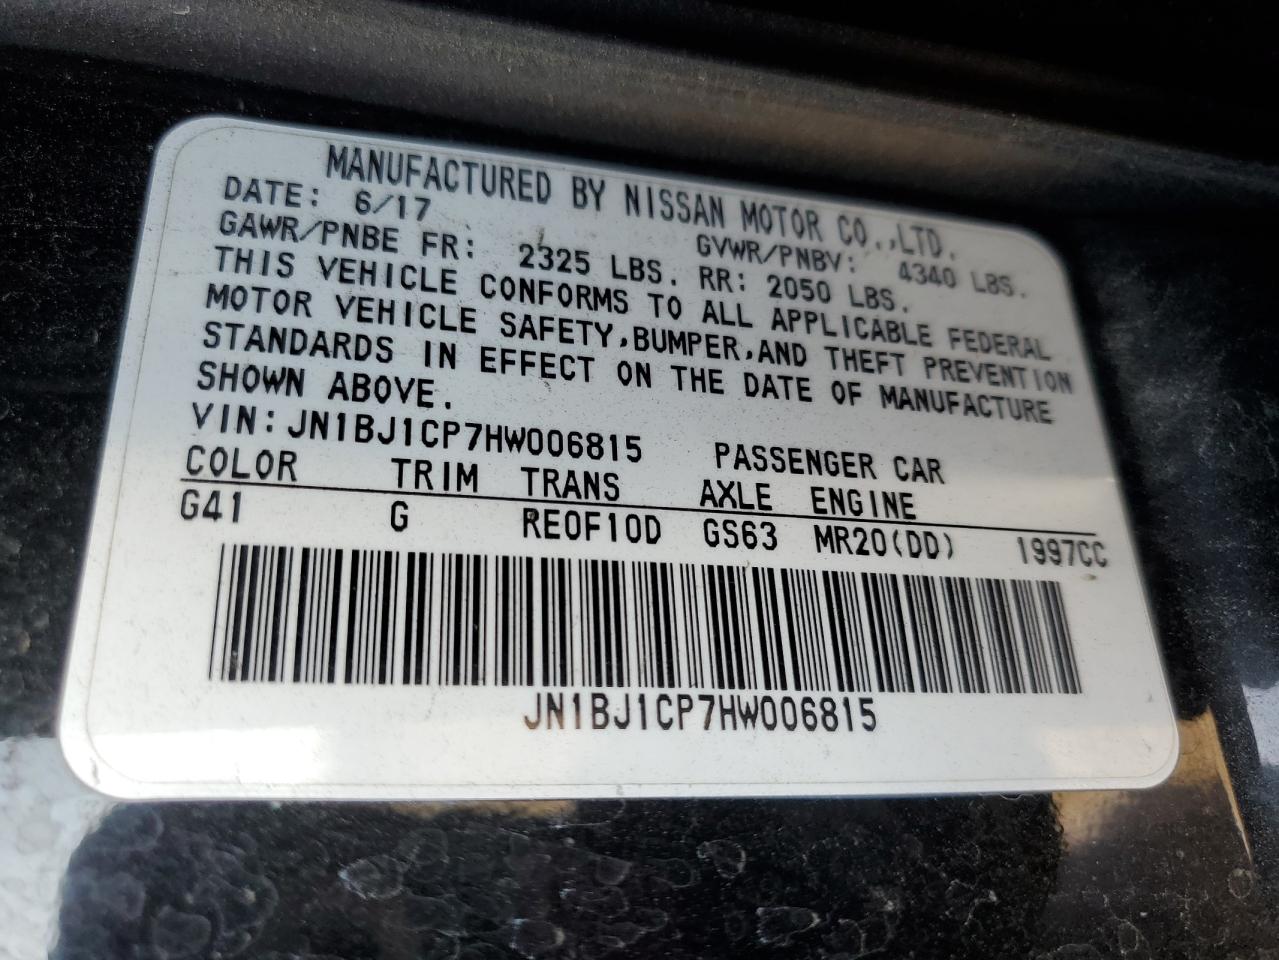 MANUFACTURED BY NISSAN MOTOR CO.,LTD.
DATE: 6/17 GVWR/PNBV: 4340 LBS.
GAWR/PNBE FR: 2325 LBS. RR: 2050 LBS.
THIS VEHICLE CONFORMS TO ALL APPLICABLE FEDERAL
MOTOR VEHICLE SAFETY,BUMPER,AND THEFT PREVENTION
STANDARDS IN EFFECT ON THE DATE OF MANUFACTURE
SHOWN ABOVE.
VIN: JN1BJ1CP7HW006815 PASSENGER CAR
COLOR TRIM TRANS AXLE ENGINE
G41 G RE0F10D GS63 MR20(DD) 1997CC
JN1BJ1CP7HW006815